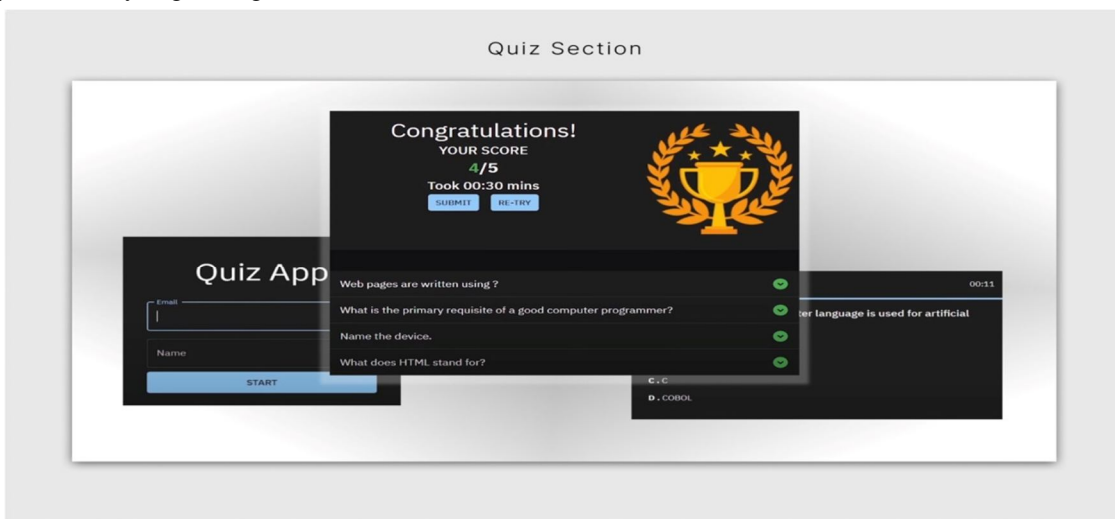 Quiz Section
Congratulations!
YOUR SCORE
4/5
Took 00:30 mins
SUBMIT RE-TRY
Web pages are written using ?
What is the primary requisite of a good computer programmer?
Name the device.
What does HTML stand for?
Quiz App
Email
Name
START
00:11
language is used for artificial
C.C
D.COBOL